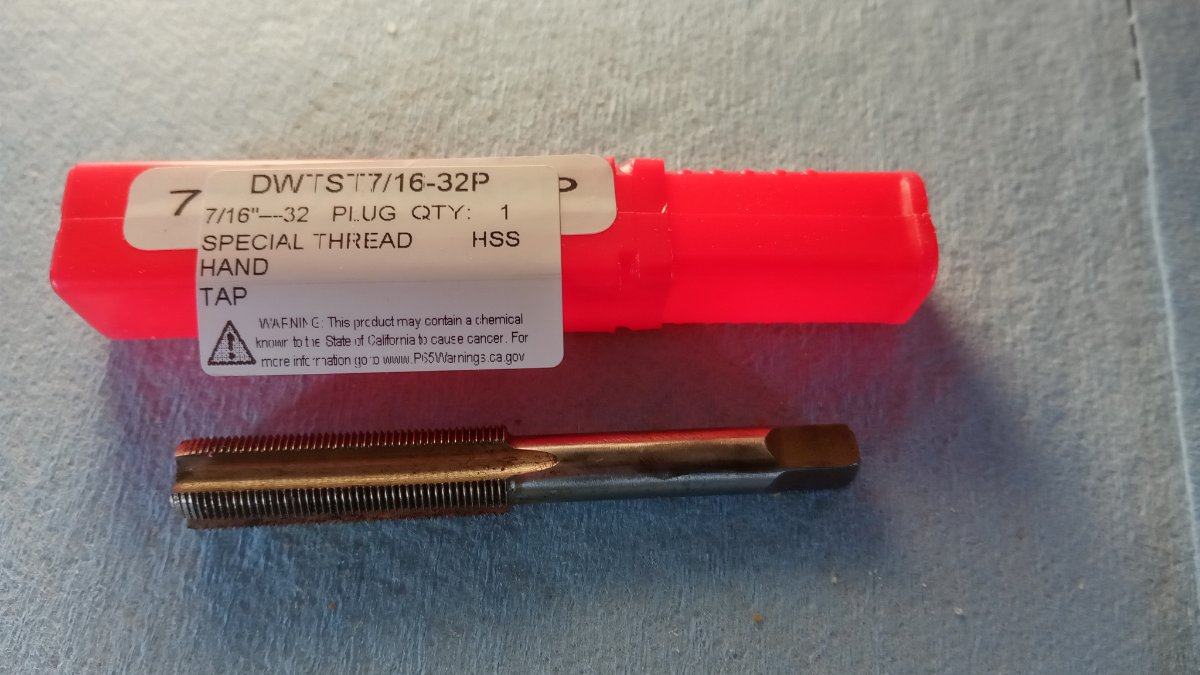 7 P
DWTST7/16-32P
7/16"—32 PLUG QTY: 1
SPECIAL THREAD HSS
HAND
TAP
WARNING: This product may contain a chemical
known to the State of California to cause cancer. For
more information go to www.P65Warnings.ca.gov